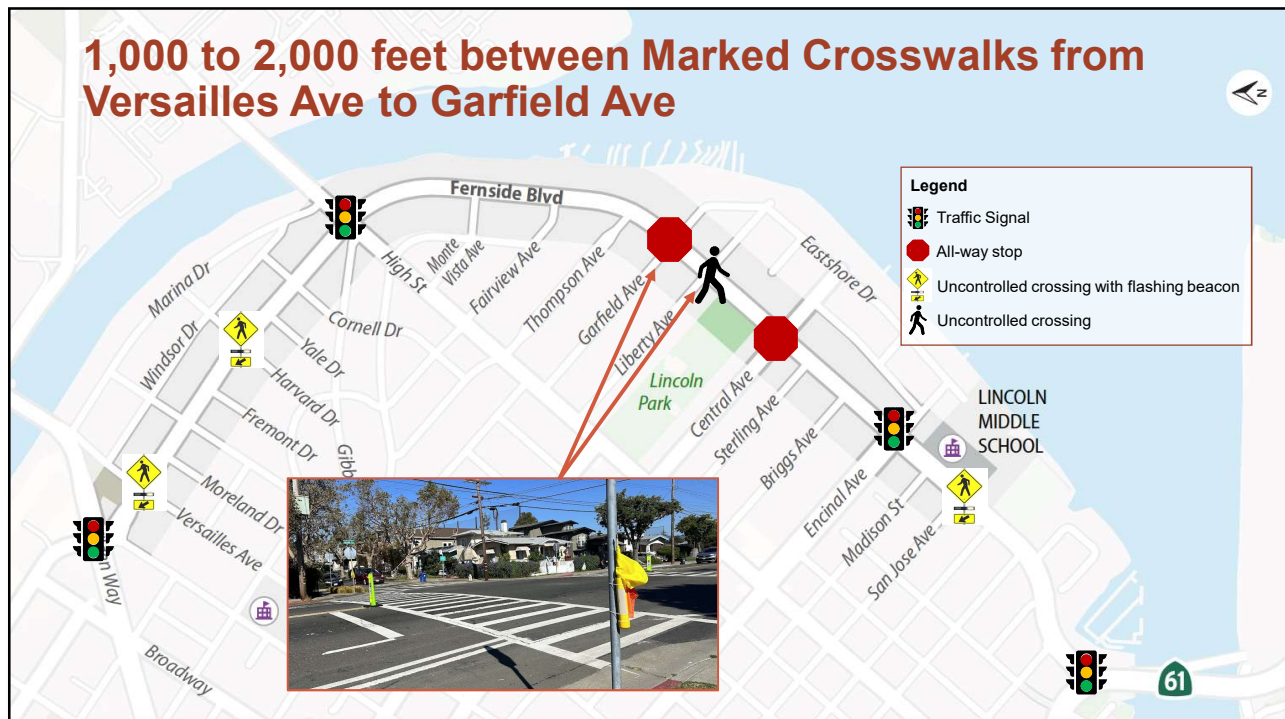 1,000 to 2,000 feet between Marked Crosswalks from
Versailles Ave to Garfield Ave
N
Legend
Traffic Signal
All-way stop
Uncontrolled crossing with flashing beacon
Uncontrolled crossing
Fernside Blvd
High St
Monte
Vista Ave
Fairview Ave
Thompson Ave
Garfield Ave
Liberty Ave
Eastshore Dr
Marina Dr
Windsor Dr
Cornell Dr
Yale Dr
Harvard Dr
Fremont Dr
Gibb
Moreland Dr
Versailles Ave
Lincoln
Park
Central Ave
Sterling Ave
Briggs Ave
Encinal Ave
Madison St
San Jose Ave
LINCOLN
MIDDLE
SCHOOL
n Way
Broadway
61